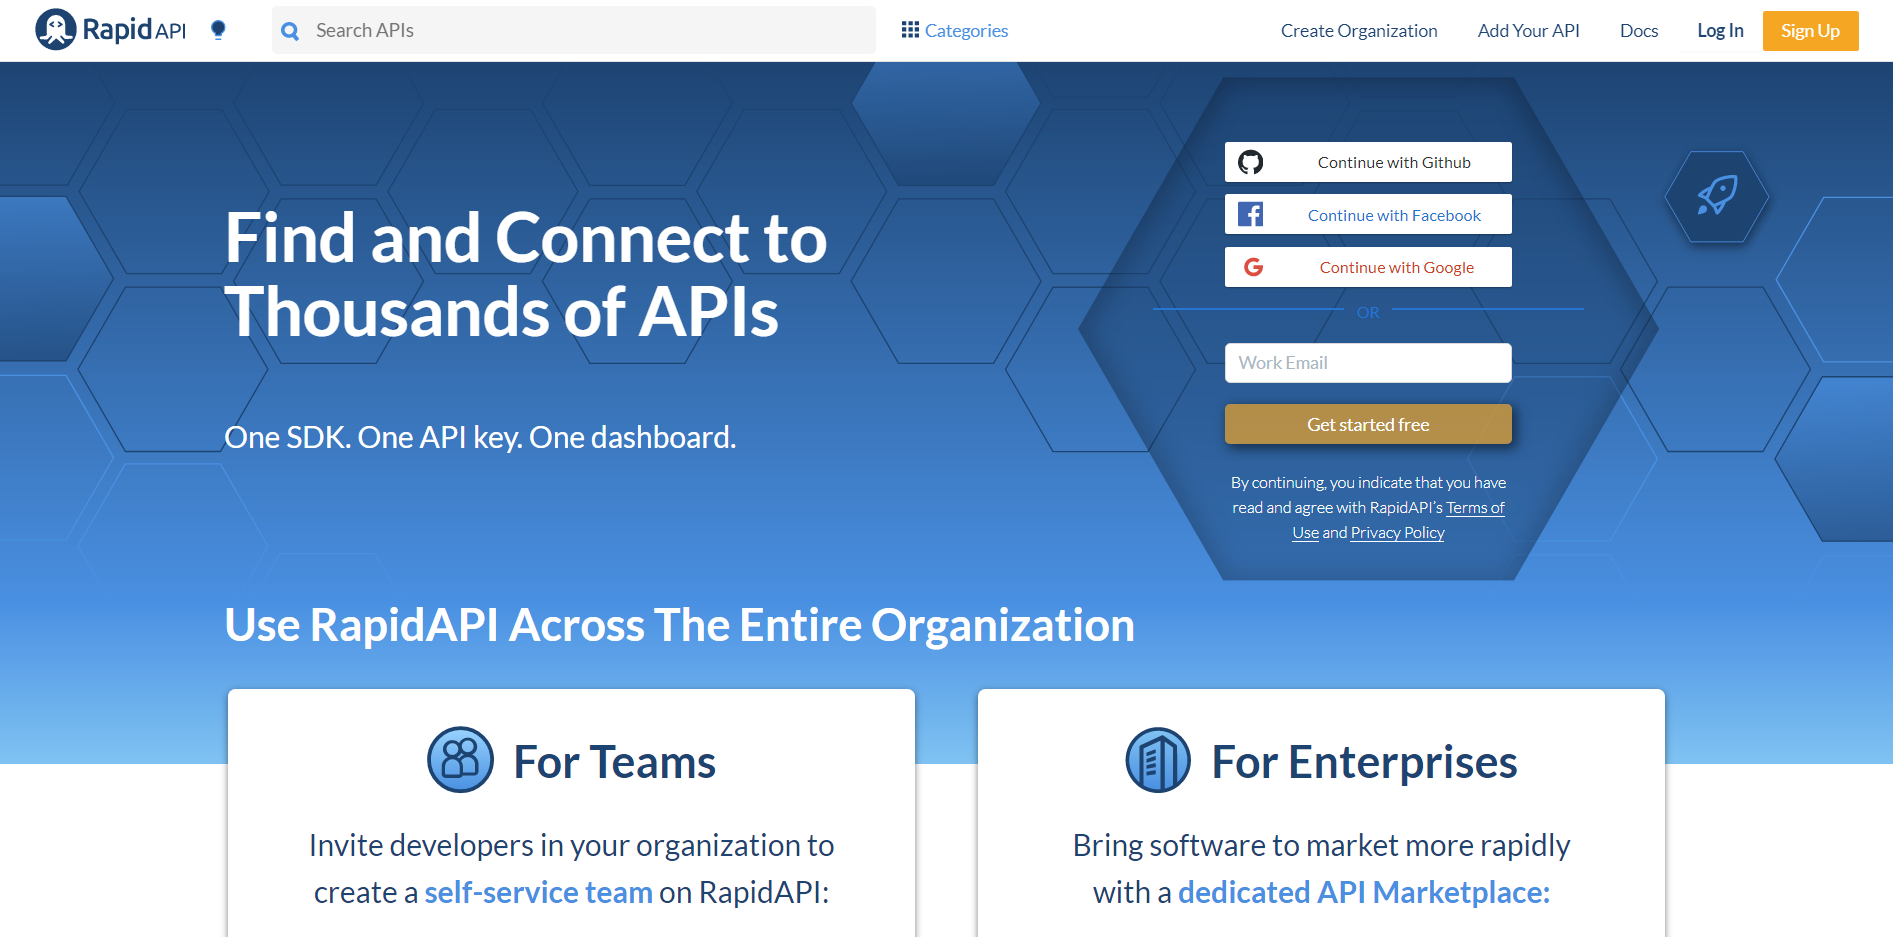 RapidAPI
Search APIs
Categories
Create Organization
Add Your API
Docs
Log In
Sign Up
Find and Connect to
Thousands of APIs
One SDK. One API key. One dashboard.
Continue with Github
Continue with Facebook
Continue with Google
OR
Work Email
Get started free
By continuing, you indicate that you have
read and agree with RapidAPI’s Terms of
Use and Privacy Policy
Use RapidAPI Across The Entire Organization
For Teams
Invite developers in your organization to
create a self-service team on RapidAPI:
For Enterprises
Bring software to market more rapidly
with a dedicated API Marketplace: